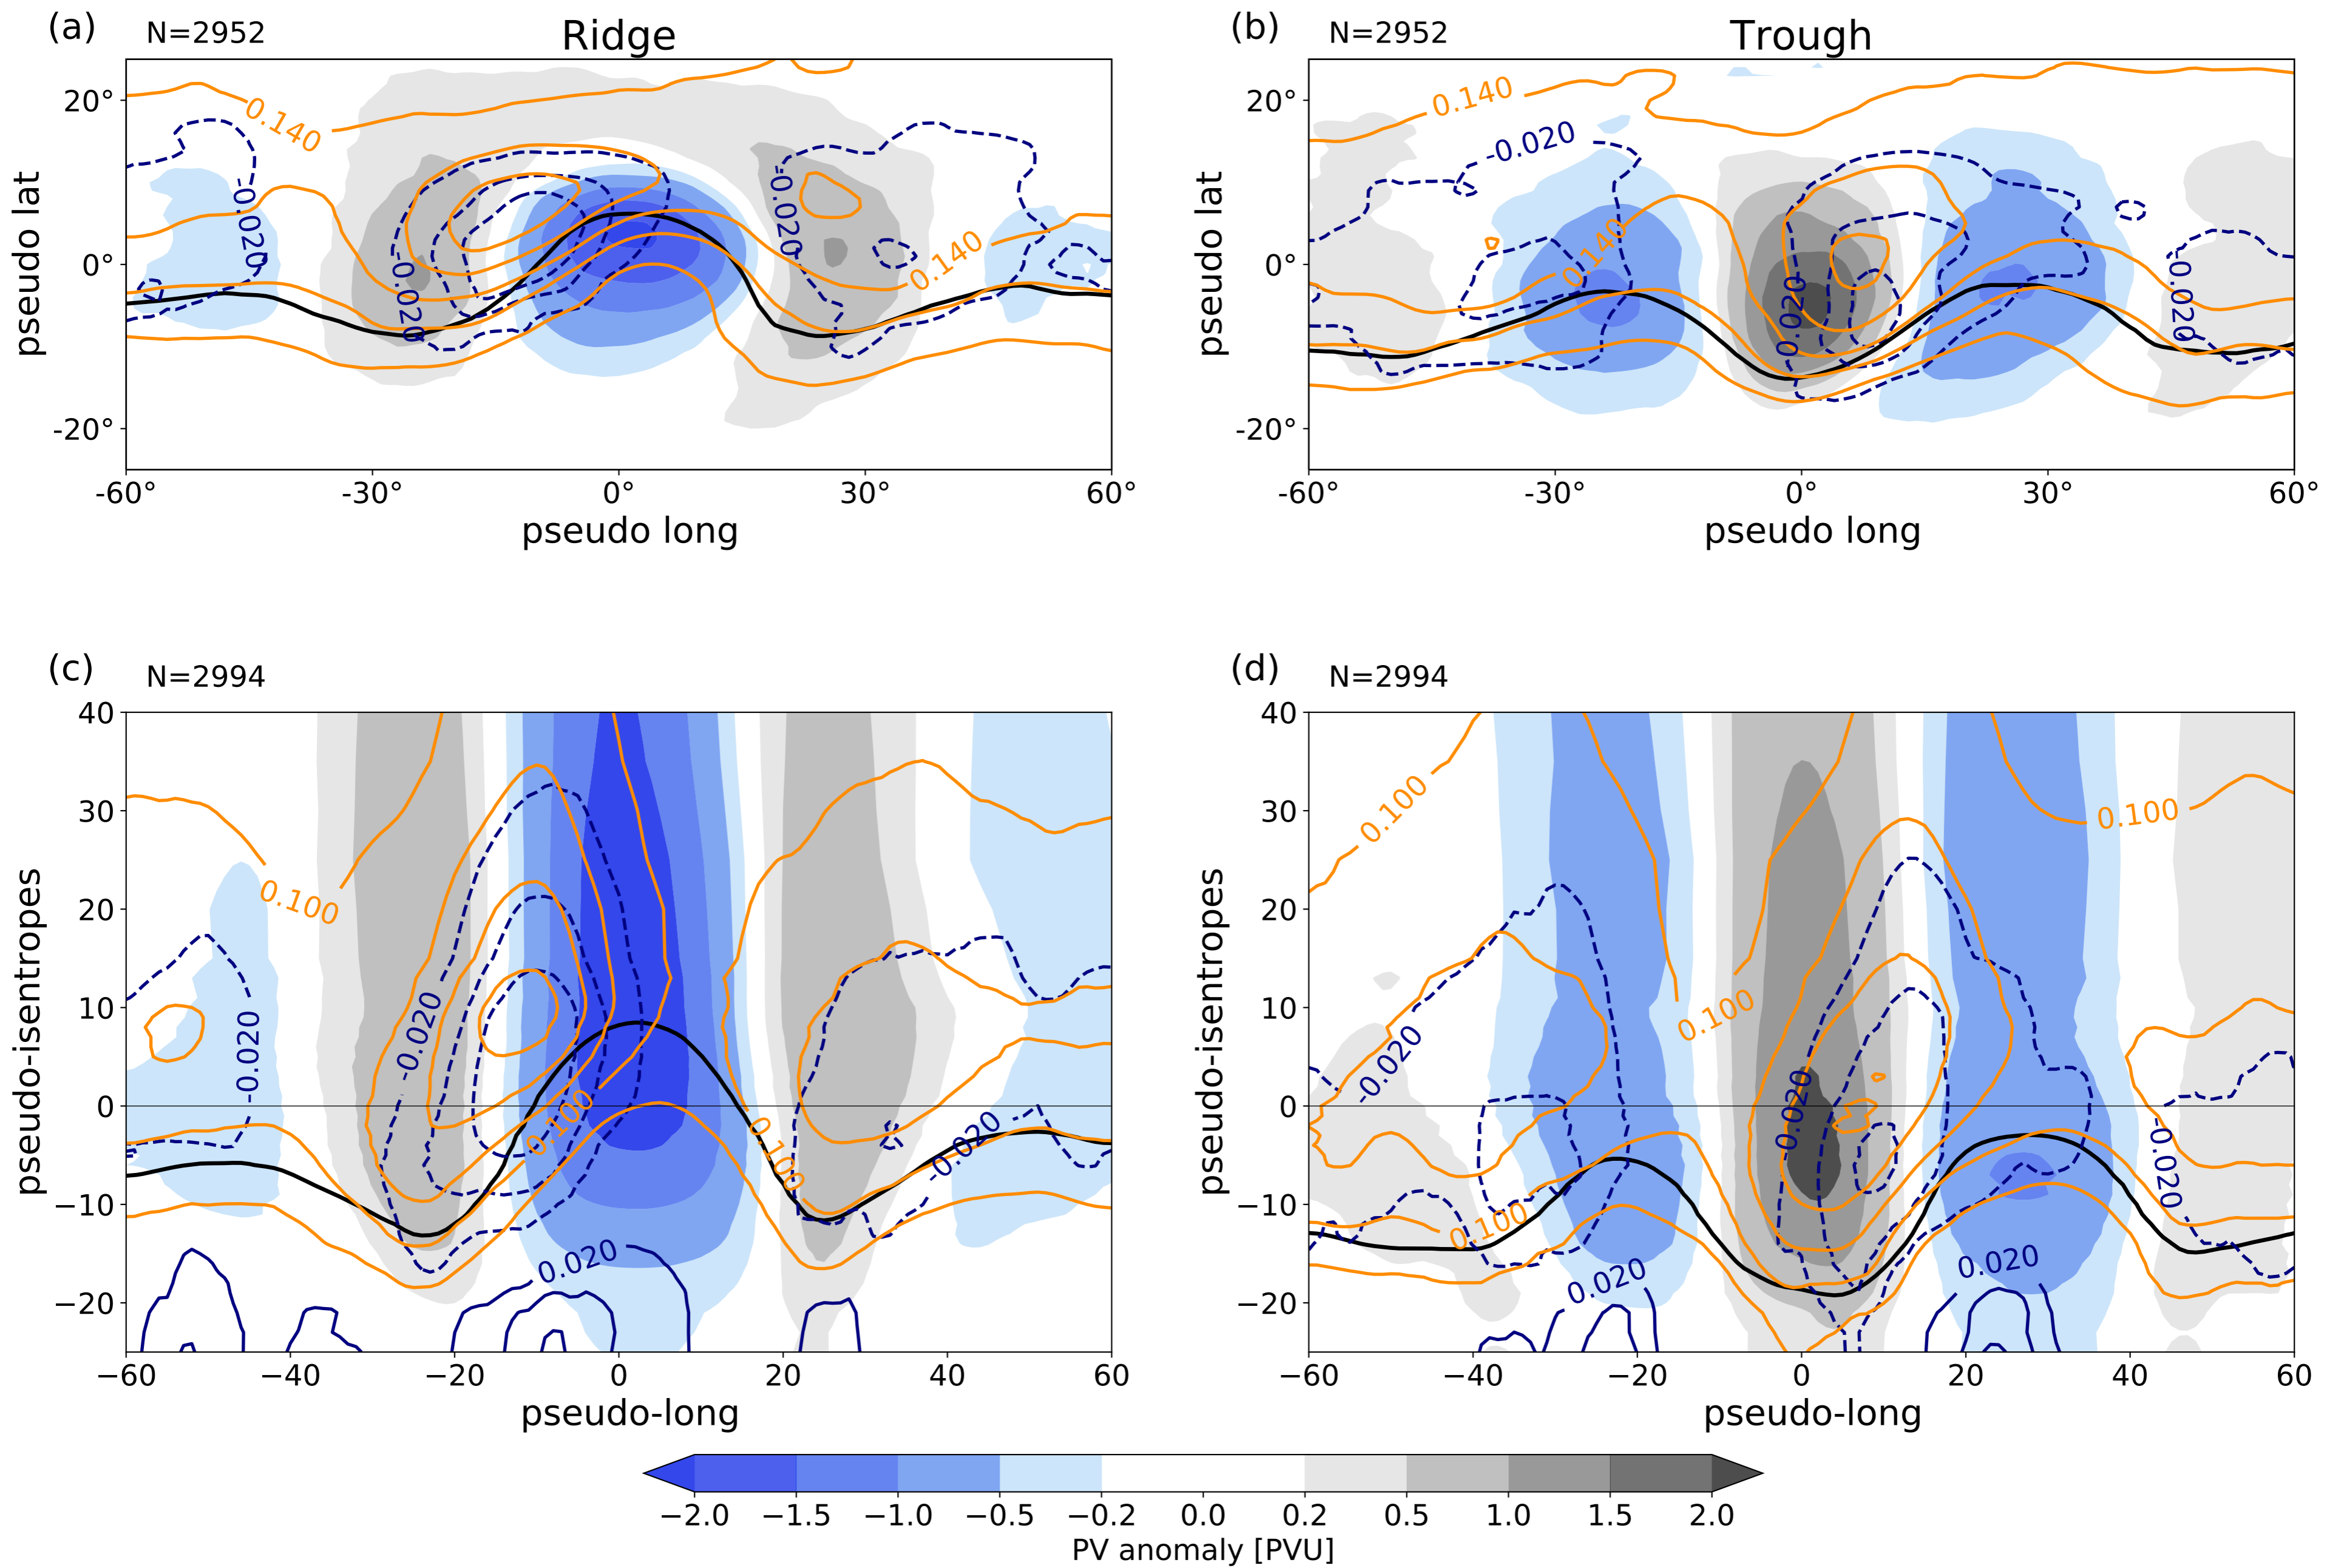 (a) N=2952 Ridge
20°
0°
-20°
pseudo lat
0.140
-0.020
-0.020
-0.020
0.140
-60° -30° 0° 30° 60°
pseudo long
(b) N=2952 Trough
20°
0°
-20°
pseudo lat
0.140
-0.020
0.140
-0.020
-0.020
-60° -30° 0° 30° 60°
pseudo long
(c) N=2994
40
30
20
10
0
−10
−20
pseudo-isentropes
0.100
-0.020
-0.020
0.100
0.100
-0.020
0.020
−60 −40 −20 0 20 40 60
pseudo-long
(d) N=2994
40
30
20
10
0
−10
−20
pseudo-isentropes
0.100
0.100
0.100
-0.020
-0.020
-0.020
0.100
0.020
0.020
−60 −40 −20 0 20 40 60
pseudo-long
−2.0 −1.5 −1.0 −0.5 −0.2 0.0 0.2 0.5 1.0 1.5 2.0
PV anomaly [PVU]